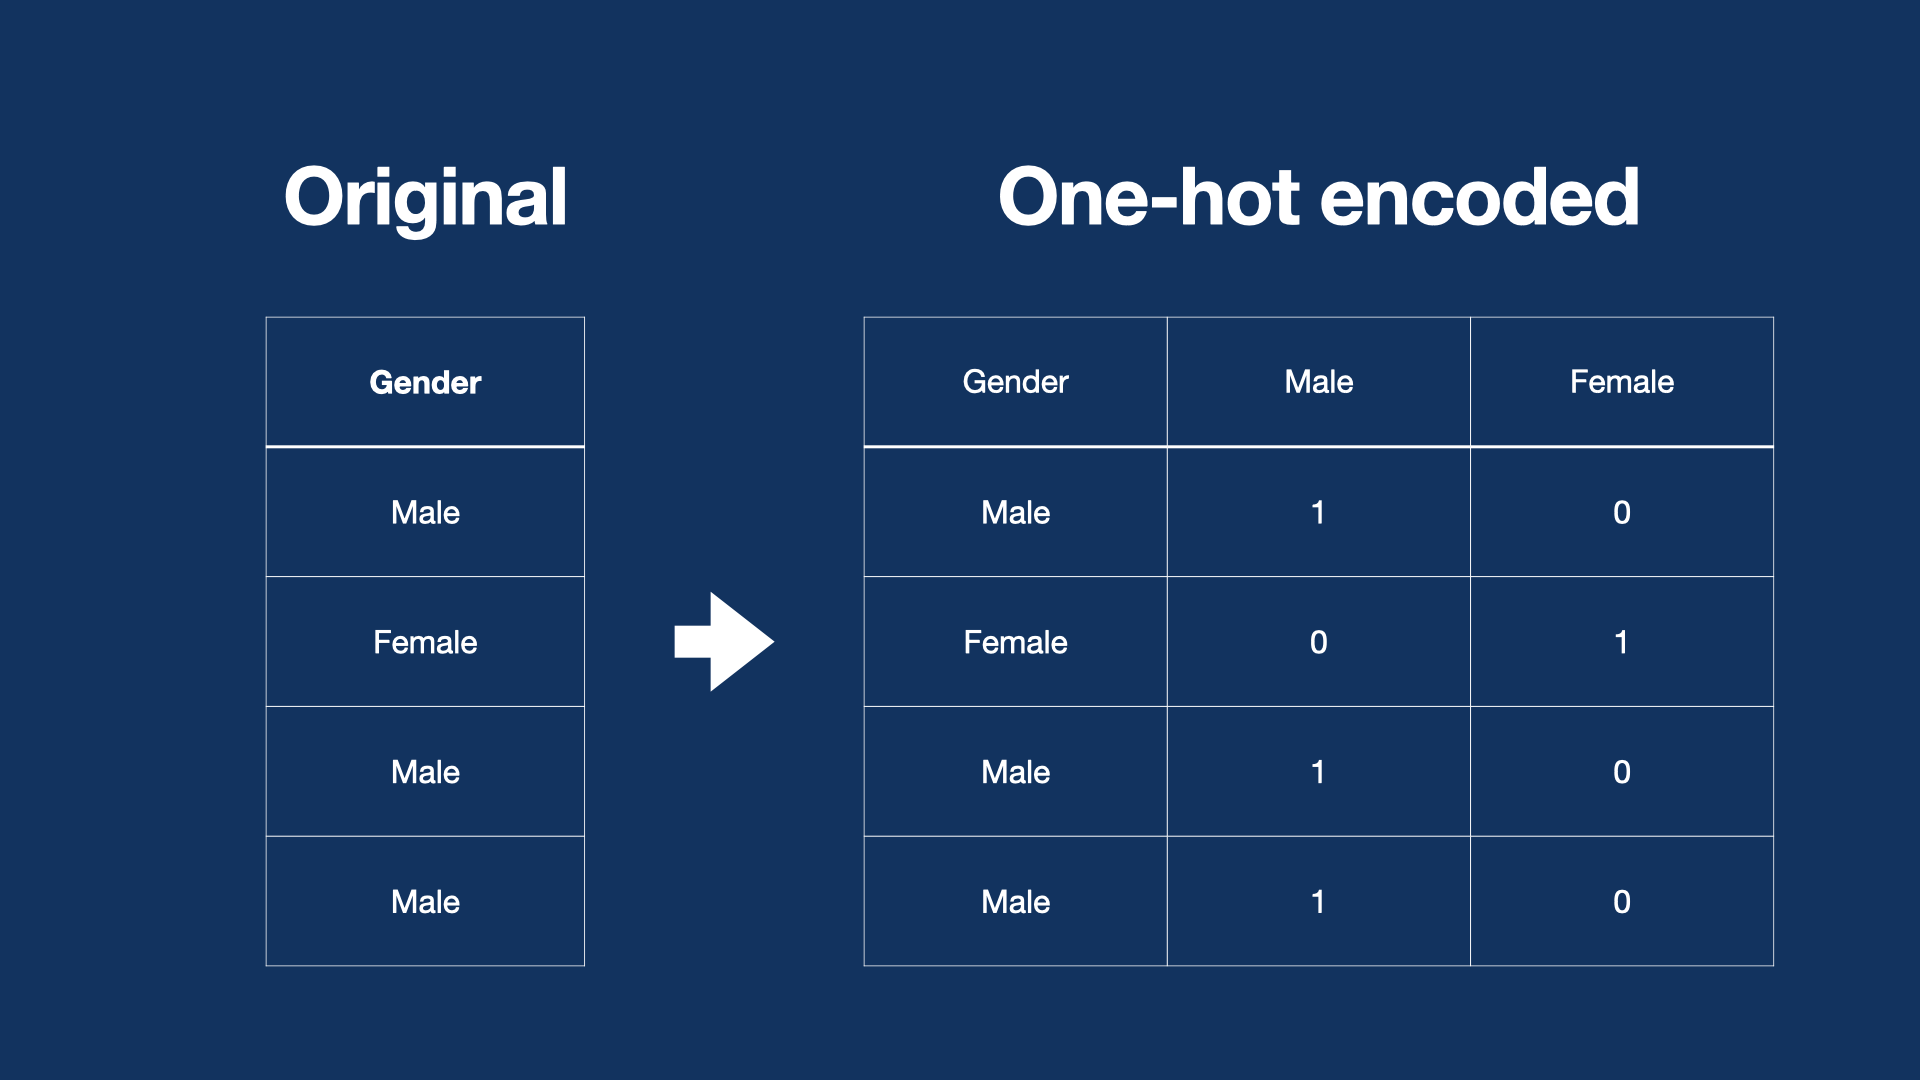 Original
One-hot encoded
Gender
Male
Female
Male
Male
Gender Male Female
Male 1 0
Female 0 1
Male 1 0
Male 1 0